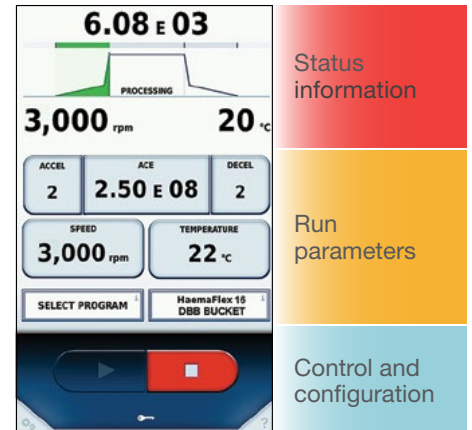 6.08 E 03
PROCESSING
3,000 rpm 20 °C
ACCEL ACE DECEL
2 2.50 E 08 2
SPEED TEMPERATURE
3,000 rpm 22 °C
SELECT PROGRAM
HaemaFlex 16
DBB BUCKET
?
Status
information
Run
parameters
Control and
configuration